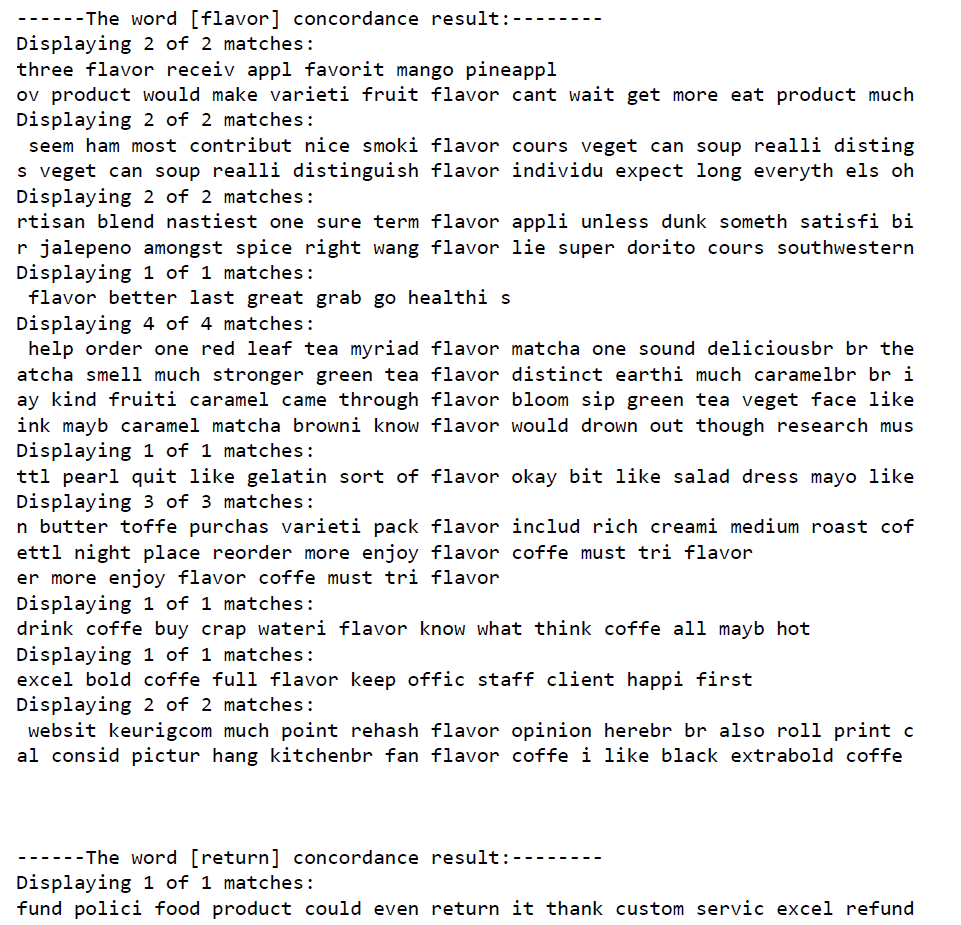 ------The word [flavor] concordance result:--------
Displaying 2 of 2 matches:
three flavor receiv appl favorit mango pineappl
ov product would make varieti fruit flavor cant wait get more eat product much
Displaying 2 of 2 matches:
seem ham most contribut nice smoki flavor cours veget can soup realli disting
s veget can soup realli distinguish flavor individu expect long everyth els oh
Displaying 2 of 2 matches:
rtisan blend nastiest one sure term flavor appli unless dunk someth satisfi bi
r jalepeno amongst spice right wang flavor lie super dorito cours southwestern
Displaying 1 of 1 matches:
flavor better last great grab go healthi s
Displaying 4 of 4 matches:
help order one red leaf tea myriad flavor matcha one sound deliciousbr br the
atcha smell much stronger green tea flavor distinct earthi much caramelbr br i
ay kind fruiti caramel came through flavor bloom sip green tea veget face like
ink mayb caramel matcha browni know flavor would drown out though research mus
Displaying 1 of 1 matches:
ttl pearl quit like gelatin sort of flavor okay bit like salad dress mayo like
Displaying 3 of 3 matches:
n butter toffe purchas varieti pack flavor includ rich creami medium roast cof
ettl night place reorder more enjoy flavor coffe must tri flavor
er more enjoy flavor coffe must tri flavor
Displaying 1 of 1 matches:
drink coffe buy crap wateri flavor know what think coffe all mayb hot
Displaying 1 of 1 matches:
excel bold coffe full flavor keep offic staff client happi first
Displaying 2 of 2 matches:
websit keurigcom much point rehash flavor opinion herebr br also roll print c
al consid pictur hang kitchenbr fan flavor coffe i like black extrabold coffe
------The word [return] concordance result:--------
Displaying 1 of 1 matches:
fund polici food product could even return it thank custom servic excel refund